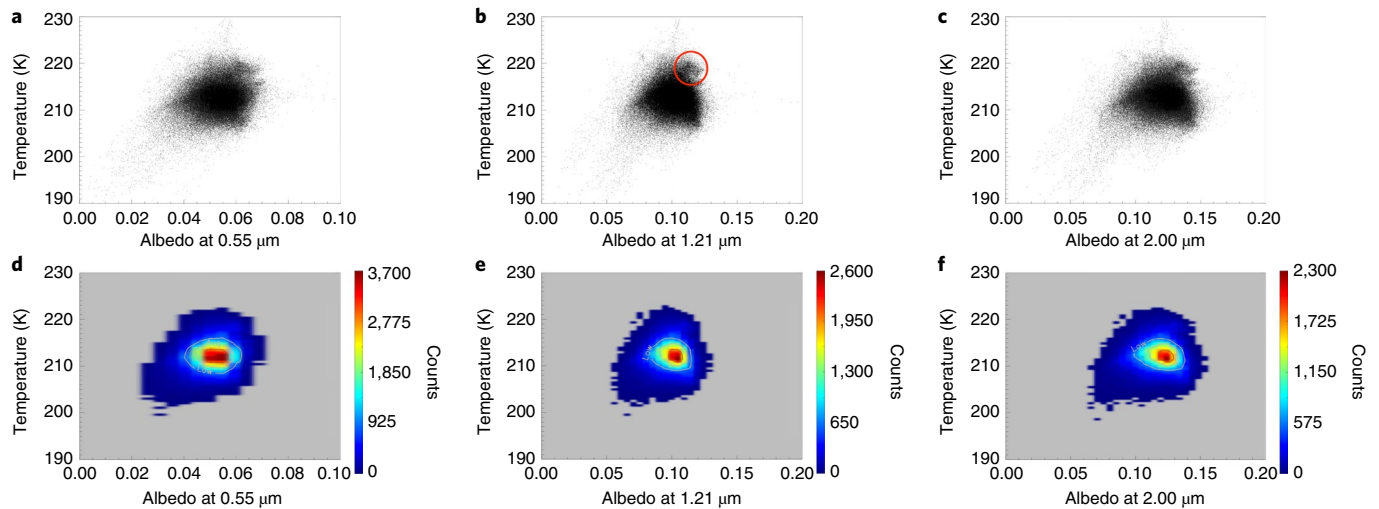 a
230
220
210
200
190
Temperature (K)
0.00 0.02 0.04 0.06 0.08 0.10
Albedo at 0.55 μm
b
230
220
210
200
190
Temperature (K)
0.00 0.05 0.10 0.15 0.20
Albedo at 1.21 μm
c
230
220
210
200
190
Temperature (K)
0.00 0.05 0.10 0.15 0.20
Albedo at 2.00 μm
d
230
220
210
200
190
Temperature (K)
Low
0.00 0.02 0.04 0.06 0.08 0.10
Albedo at 0.55 μm
3,700
2,775
1,850
925
0
Counts
e
230
220
210
200
190
Temperature (K)
Low
0.00 0.05 0.10 0.15 0.20
Albedo at 1.21 μm
2,600
1,950
1,300
650
0
Counts
f
230
220
210
200
190
Temperature (K)
Low
0.00 0.05 0.10 0.15 0.20
Albedo at 2.00 μm
2,300
1,725
1,150
575
0
Counts